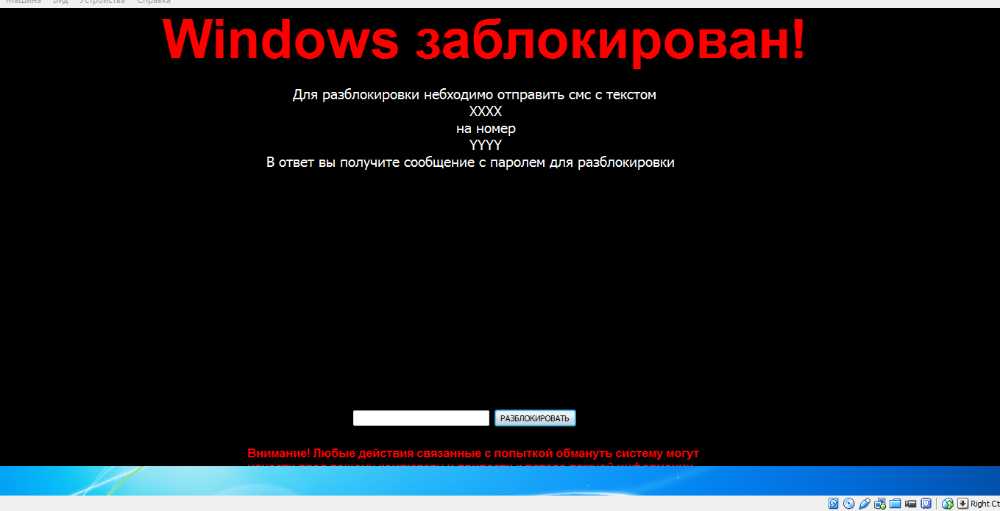 Машина Вид Устройства Справка
Windows заблокирован!
Для разблокировки небходимо отправить смс с текстом
XXXX
на номер
YYYY
В ответ вы получите сообщение с паролем для разблокировки
РАЗБЛОКИРОВАТЬ
Внимание! Любые действия связанные с попыткой обмануть систему могут
Right Ct